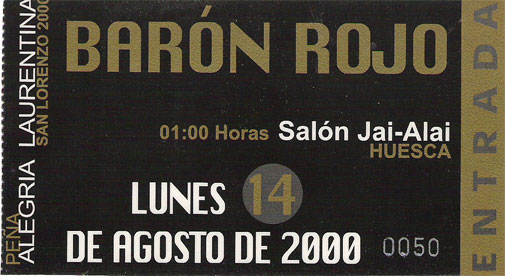 PEÑA
ALEGRIA LAURENTINA
SAN LORENZO 2000
BARÓN ROJO
01:00 Horas Salón Jai-Alai
HUESCA
LUNES 14
DE AGOSTO DE 2000 0050
ENTRADA